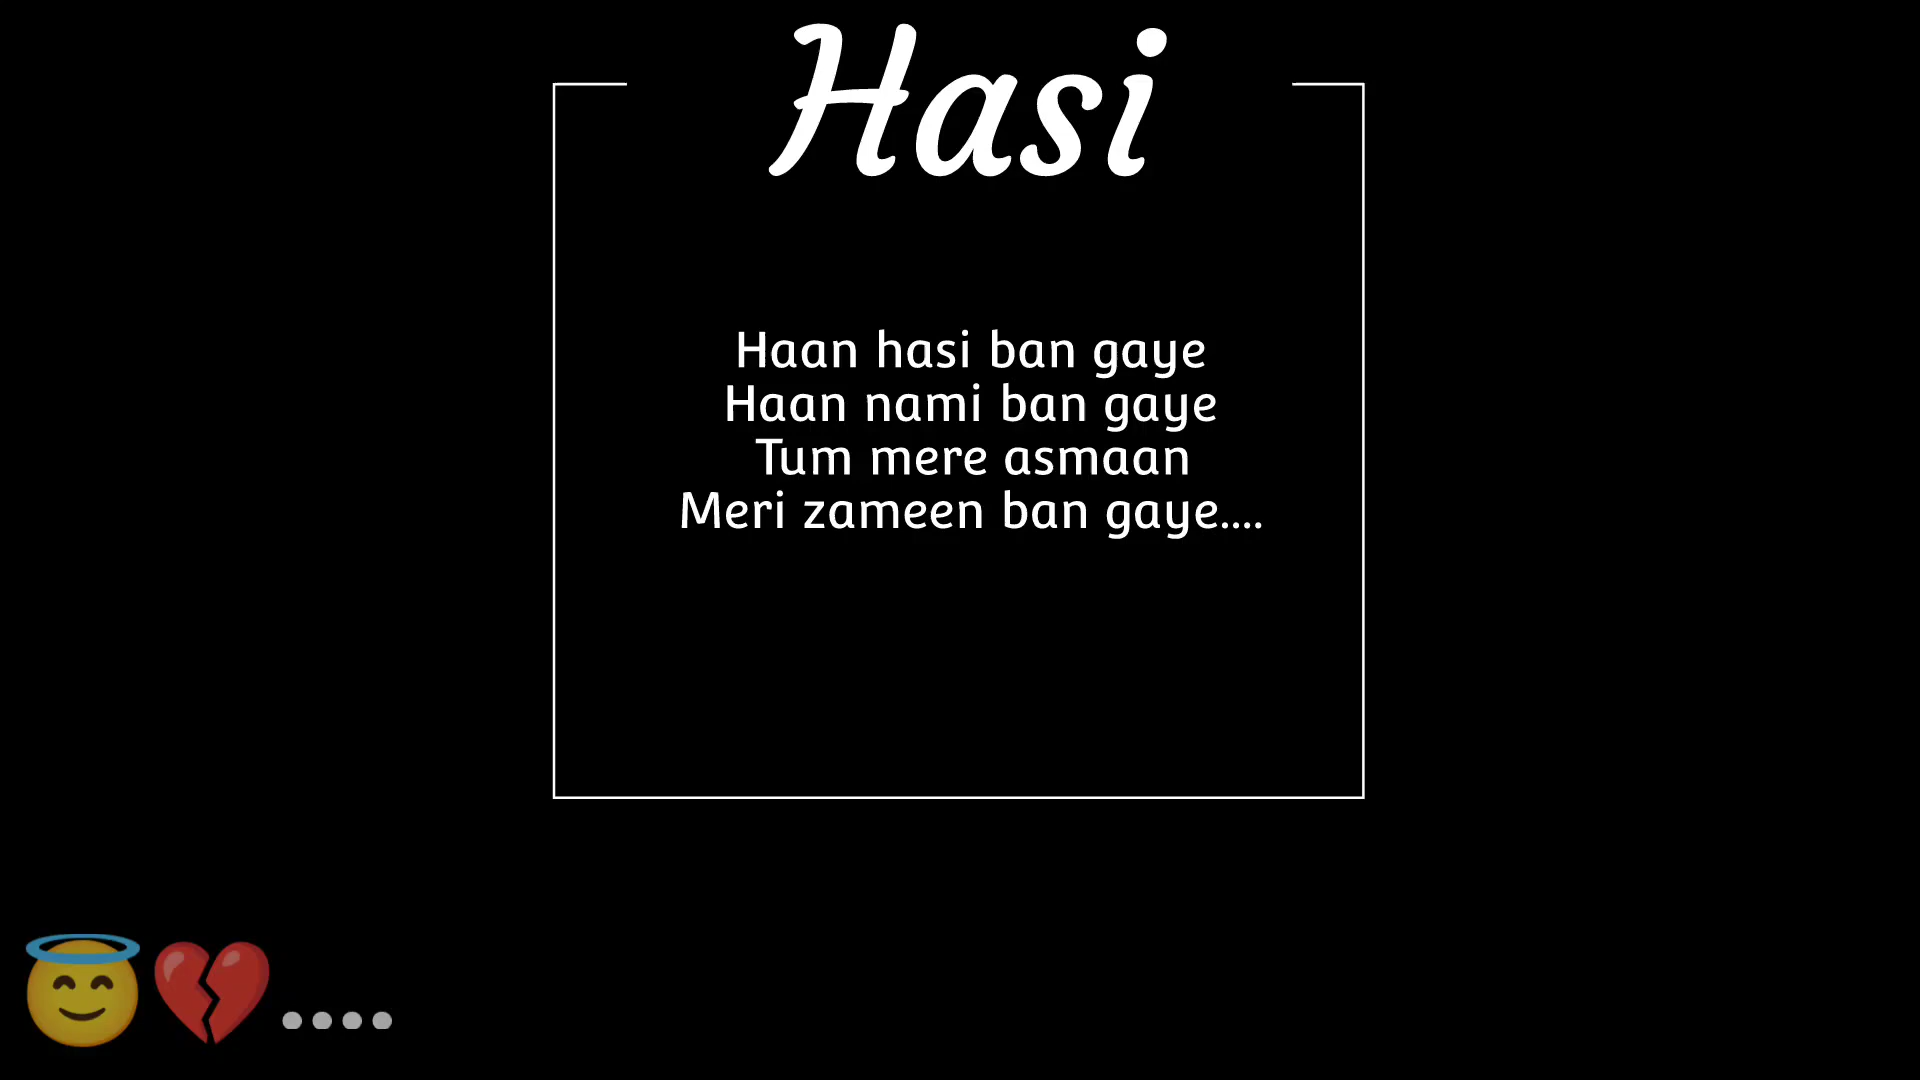 Hasi
Haan hasi ban gaye
Haan nami ban gaye
Tum mere asmaan
Meri zameen ban gaye....
😇💔....